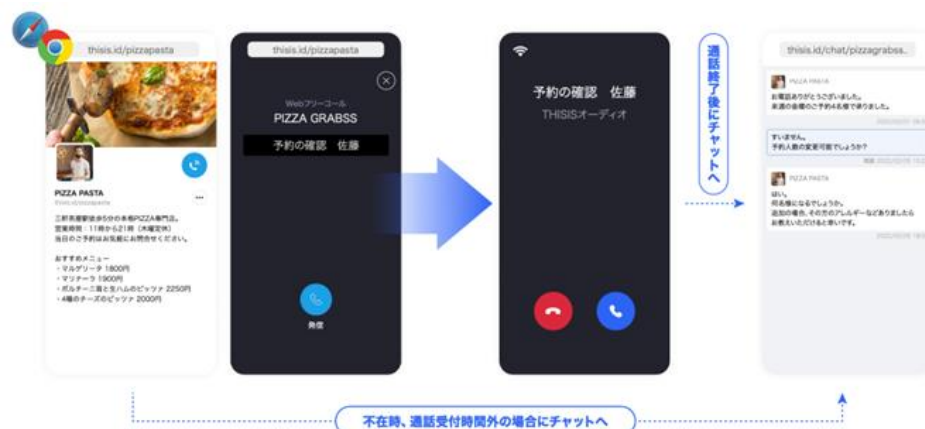 thisis.id/pizzapasta
PIZZA PASTA
thisis.id/pizzapasta
三軒茶屋駅徒歩5分の本格PIZZA専門店。
営業時間:11時から21時(木曜定休)
当日のご予約はお気軽にお問合せください。
おすすめメニュー
・マルゲリータ 1800円
・マリナーラ 1900円
・ポルチーニ茸と生ハムのピッツァ 2250円
・4種のチーズのピッツァ 2000円
thisis.id/pizzapasta
Webフリーコール
PIZZA GRABSS
予約の確認 佐藤
発信
予約の確認 佐藤
THISISオーディオ
通話終了後にチャットへ
thisis.id/chat/pizzagrabss..
PIZZA PASTA
お電話ありがとうございました。
来週の金曜のご予約4名様で承りました。
すいません。
予約人数の変更可能でしょうか?
PIZZA PASTA
はい。
何名様になるでしょうか。
追加の場合、その方のアレルギーなどありましたら
お教えいただけると幸いです。
不在時、通話受付時間外の場合にチャットへ